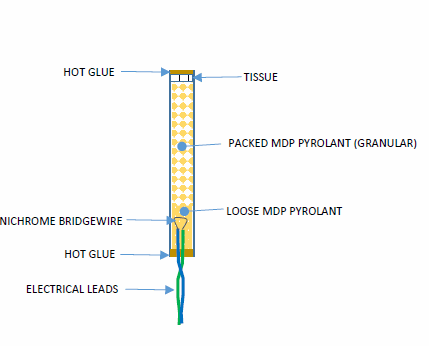 HOT GLUE
TISSUE
PACKED MDP PYROLANT (GRANULAR)
LOOSE MDP PYROLANT
NICHROME BRIDGEWIRE
HOT GLUE
ELECTRICAL LEADS